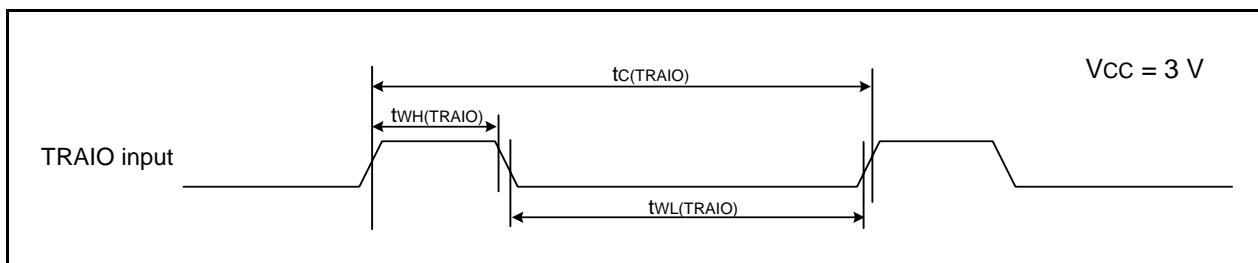 tC(TRAIO)
VCC = 3 V
tWH(TRAIO)
TRAIO input
tWL(TRAIO)